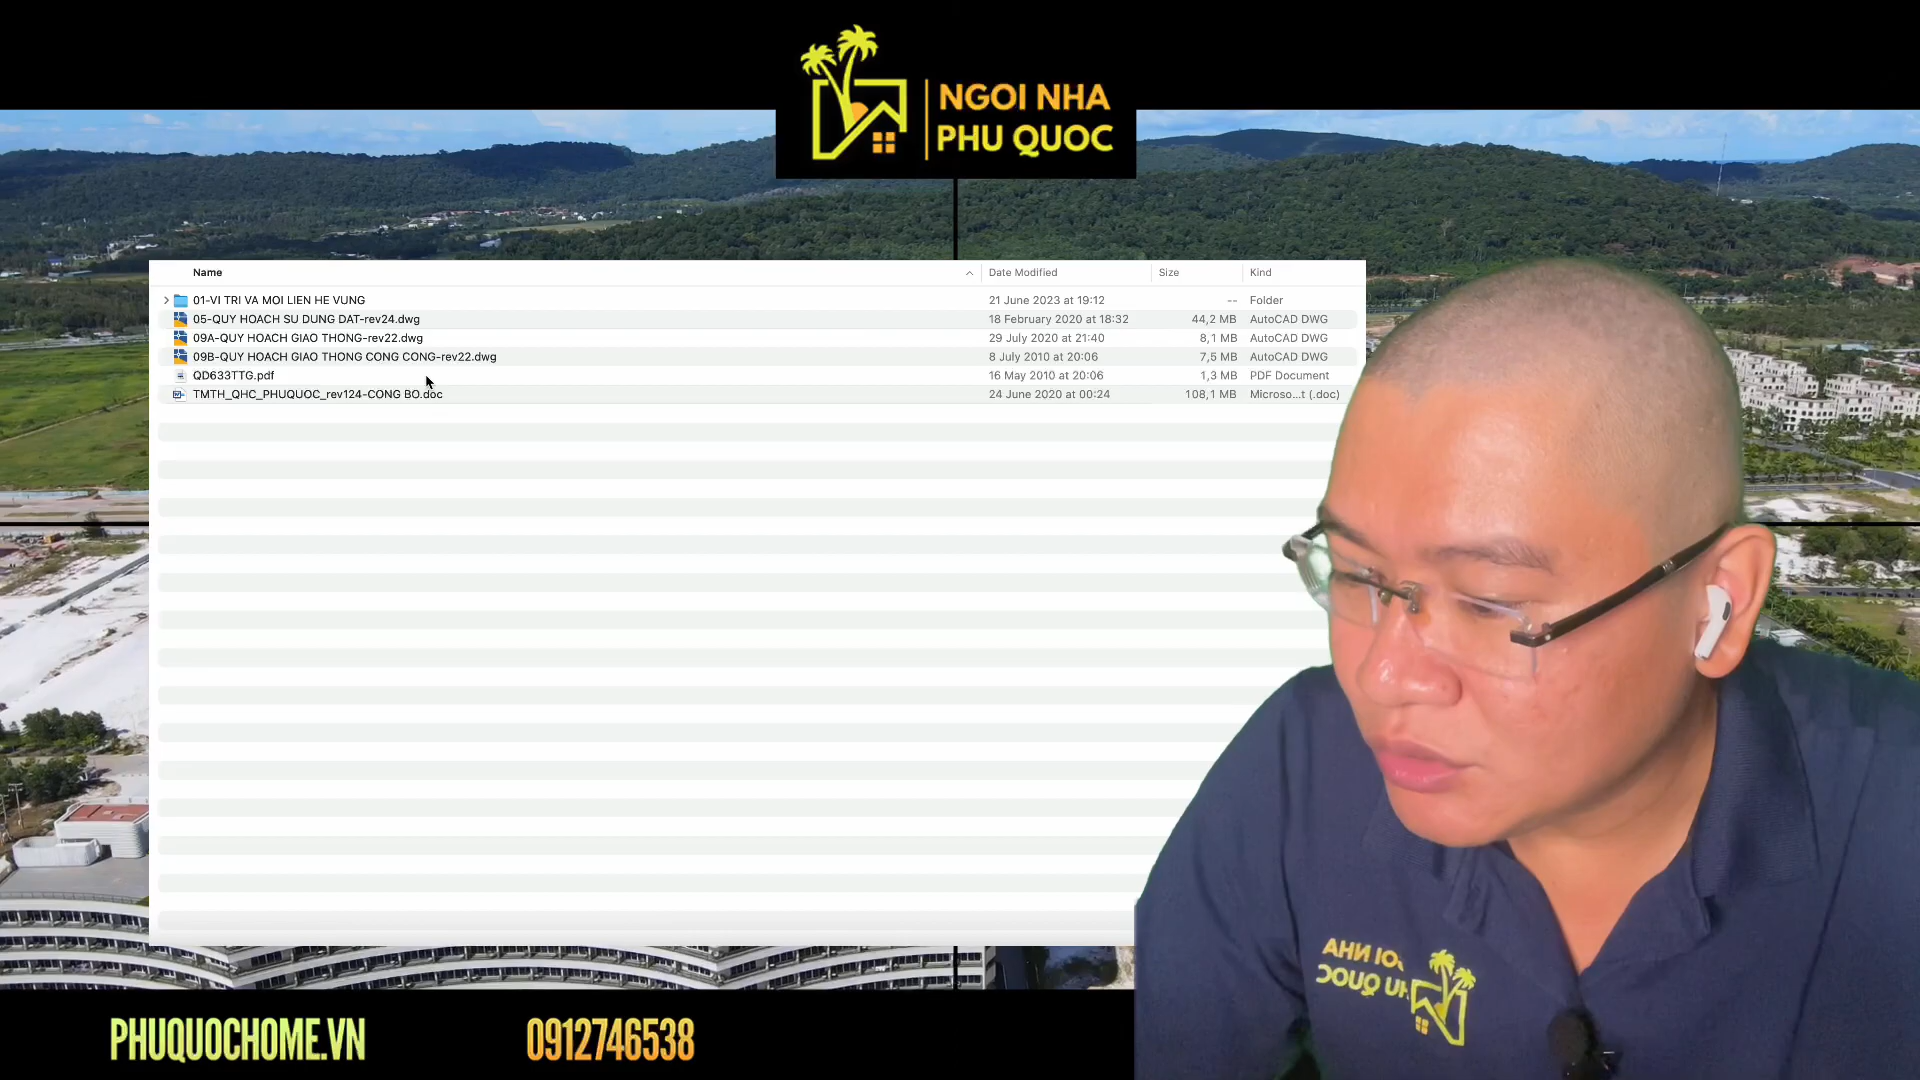 NGOI NHA
PHU QUOC
Name Date Modified Size Kind
01-VI TRI VA MOI LIEN HE VUNG 21 June 2023 at 19:12 -- Folder
05-QUY HOACH SU DUNG DAT-rev24.dwg 18 February 2020 at 18:32 44,2 MB AutoCAD DWG
09A-QUY HOACH GIAO THONG-rev22.dwg 29 July 2020 at 21:40 8,1 MB AutoCAD DWG
09B-QUY HOACH GIAO THONG CONG CONG-rev22.dwg 8 July 2010 at 20:06 7,5 MB AutoCAD DWG
QD633TTG.pdf 16 May 2010 at 20:06 1,3 MB PDF Document
TMTH_QHC_PHUQUOC_rev124-CONG BO.doc 24 June 2020 at 00:24 108,1 MB Microso...t (.doc)
OI NHA
HU QUOC
PHUQUOCHOME.VN 0912746538